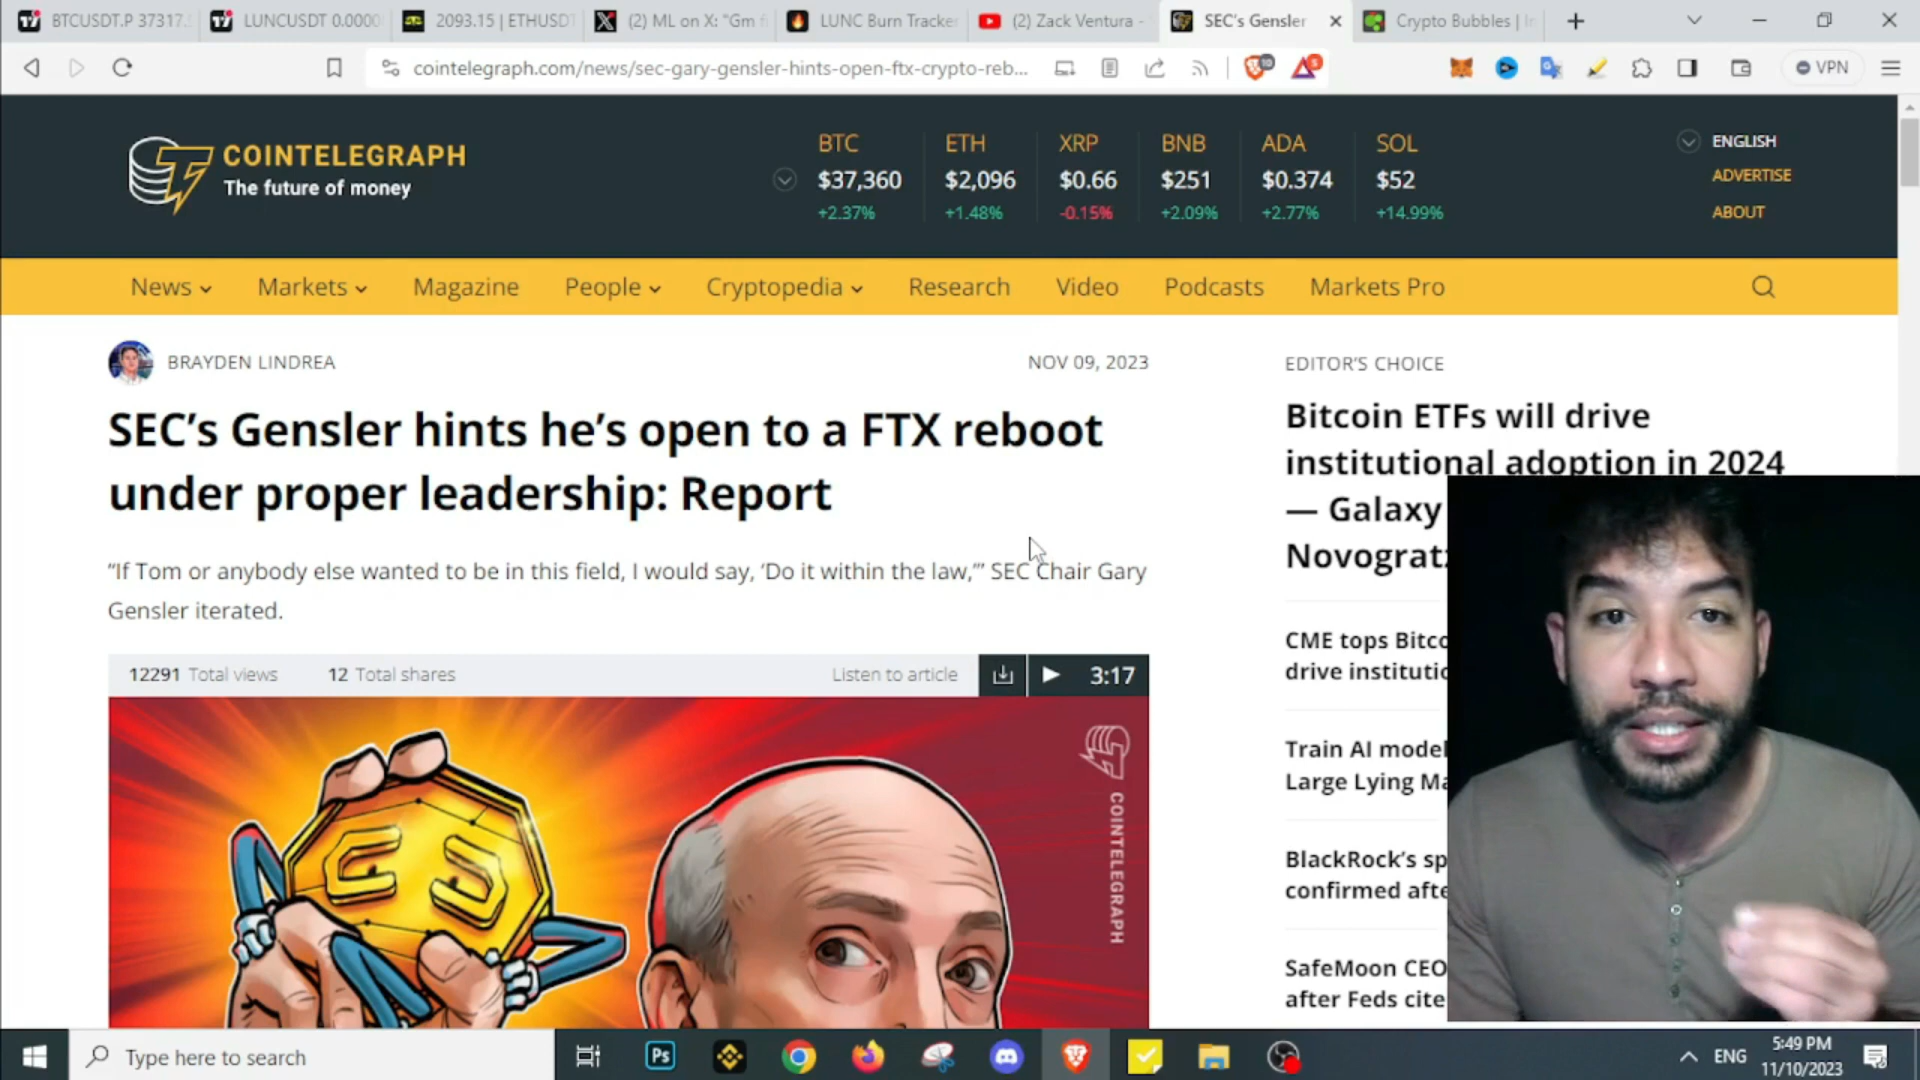 BTCUSDT.P 37317.
LUNCUSDT 0.0000
2093.15 | ETHUSDT
(2) ML on X: "Gm f
LUNC Burn Tracker
(2) Zack Ventura -
SEC's Gensler
Crypto Bubbles | In
cointelegraph.com/news/sec-gary-gensler-hints-open-ftx-crypto-reb...
10
5
VPN
COINTELEGRAPH
The future of money
BTC
$37,360
+2.37%
ETH
$2,096
+1.48%
XRP
$0.66
-0.15%
BNB
$251
+2.09%
ADA
$0.374
+2.77%
SOL
$52
+14.99%
ENGLISH
ADVERTISE
ABOUT
News
Markets
Magazine
People
Cryptopedia
Research
Video
Podcasts
Markets Pro
BRAYDEN LINDREA
NOV 09, 2023
SEC's Gensler hints he's open to a FTX reboot
under proper leadership: Report
“If Tom or anybody else wanted to be in this field, I would say, ‘Do it within the law,’” SEC Chair Gary
Gensler iterated.
12291 Total views
12 Total shares
Listen to article
3:17
COINTELEGRAPH
EDITOR'S CHOICE
Bitcoin ETFs will drive
institutional adoption in 2024
— Galaxy
Novogratz
CME tops Bitco
drive institutio
Train AI model
Large Lying Ma
BlackRock's sp
confirmed afte
SafeMoon CEO
after Feds cite
Type here to search
Ps
ENG
5:49 PM
11/10/2023